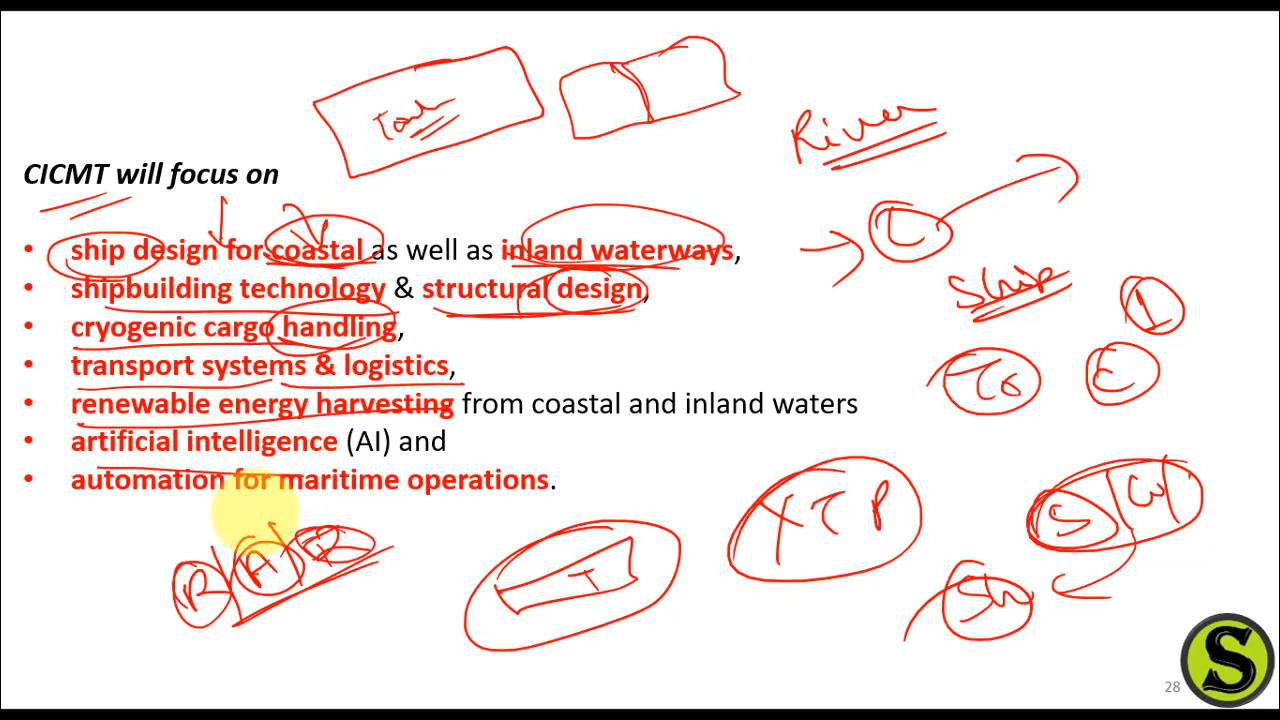 River
CICMT will focus on
• ship design for coastal as well as inland waterways,
• shipbuilding technology & structural design,
Ship
I
• cryogenic cargo handling,
• transport systems & logistics,
E
• renewable energy harvesting from coastal and inland waters
• artificial intelligence (AI) and
• automation for maritime operations.
S W
R A R
T
SW
S
28